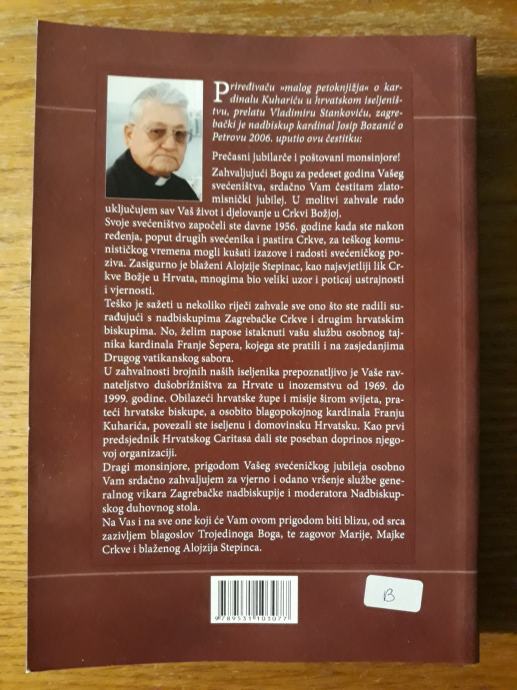 Priređivaču »malog petoknjižja« o kar-
dinalu Kuhariću u hrvatskom iseljeniš-
tvu, prelatu Vladimiru Stankoviću, zagre-
bački je nadbiskup kardinal Josip Bozanić o
Petrovu 2006. uputio ovu čestitku:
Prečasni jubilarče i poštovani monsinjore!
Zahvaljujući Bogu za pedeset godina Vašeg
svećeništva, srdačno Vam čestitam zlato-
misnički jubilej. U molitvi zahvale rado
uključujem sav Vaš život i djelovanje u Crkvi Božjoj.
Svoje svećeništvo započeli ste davne 1956. godine kada ste nakon
ređenja, poput drugih svećenika i pastira Crkve, za teškog komu-
nističkog vremena mogli kušati izazove i radosti svećeničkog po-
ziva. Zasigurno je blaženi Alojzije Stepinac, kao najsvjetliji lik Cr-
kve Božje u Hrvata, mnogima bio veliki uzor i poticaj ustrajnosti
i vjernosti.
Teško je sažeti u nekoliko riječi zahvale sve ono što ste radili su-
rađujući s nadbiskupima Zagrebačke Crkve i drugim hrvatskim
biskupima. No, želim napose istaknuti vašu službu osobnog taj-
nika kardinala Franje Šepera, kojega ste pratili i na zasjedanjima
Drugog vatikanskog sabora.
U zahvalnosti brojnih naših iseljenika prepoznatljivo je Vaše rav-
nateljstvo dušobrižništva za Hrvate u inozemstvu od 1969. do
1999. godine. Obilazeći hrvatske župe i misije širom svijeta, pra-
teći hrvatske biskupe, a osobito blagopokojnog kardinala Franju
Kuharića, povezali ste iseljenu i domovinsku Hrvatsku. Kao prvi
predsjednik Hrvatskog Caritasa dali ste poseban doprinos njego-
voj organizaciji.
Dragi monsinjore, prigodom Vašeg svećeničkog jubileja osobno
Vam srdačno zahvaljujem za vjerno i odano vršenje službe gene-
ralnog vikara Zagrebačke nadbiskupije i moderatora Nadbiskup-
skog duhovnog stola.
Na Vas i na sve one koji će Vam ovom prigodom biti blizu, od srca
zazivljem blagoslov Trojedinoga Boga, te zagovor Marije, Majke
Crkve i blaženog Alojzija Stepinca.
9789531103077
B